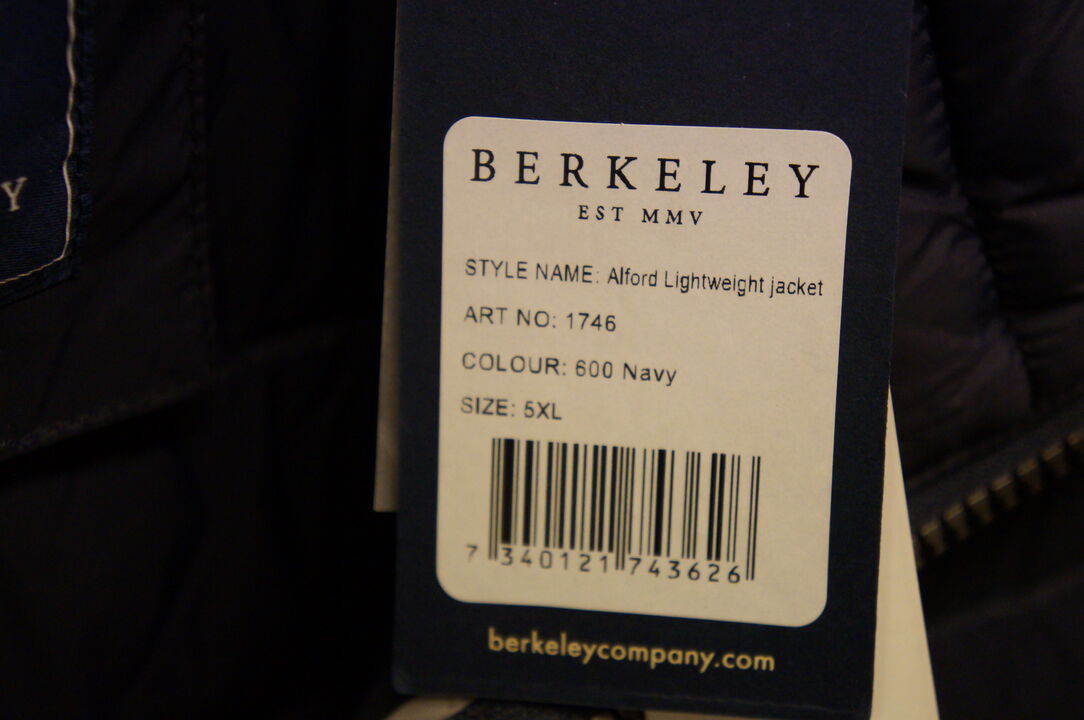 Y
BERKELEY
EST MMV
STYLE NAME: Alford Lightweight jacket
ART NO: 1746
COLOUR: 600 Navy
SIZE: 5XL
7 340121 743626
berkeleycompany.com